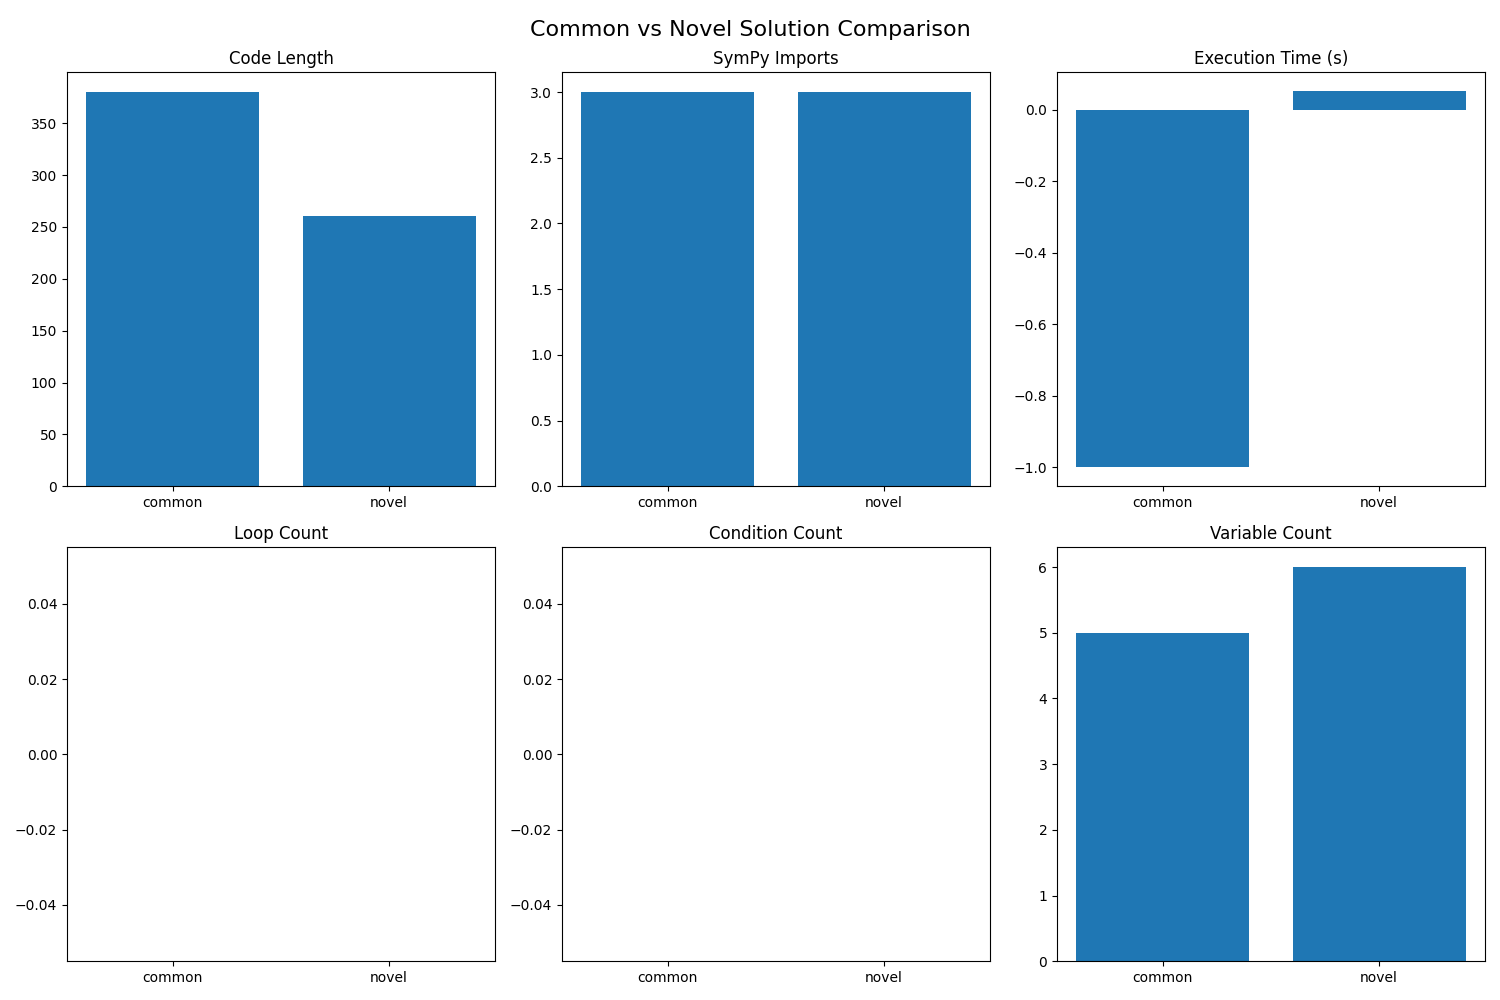 Common vs Novel Solution Comparison
Code Length
350
300
250
200
150
100
50
0
common novel
SymPy Imports
3.0
2.5
2.0
1.5
1.0
0.5
0.0
common novel
Execution Time (s)
0.0
−0.2
−0.4
−0.6
−0.8
−1.0
common novel
Loop Count
0.04
0.02
0.00
−0.02
−0.04
common novel
Condition Count
0.04
0.02
0.00
−0.02
−0.04
common novel
Variable Count
6
5
4
3
2
1
0
common novel